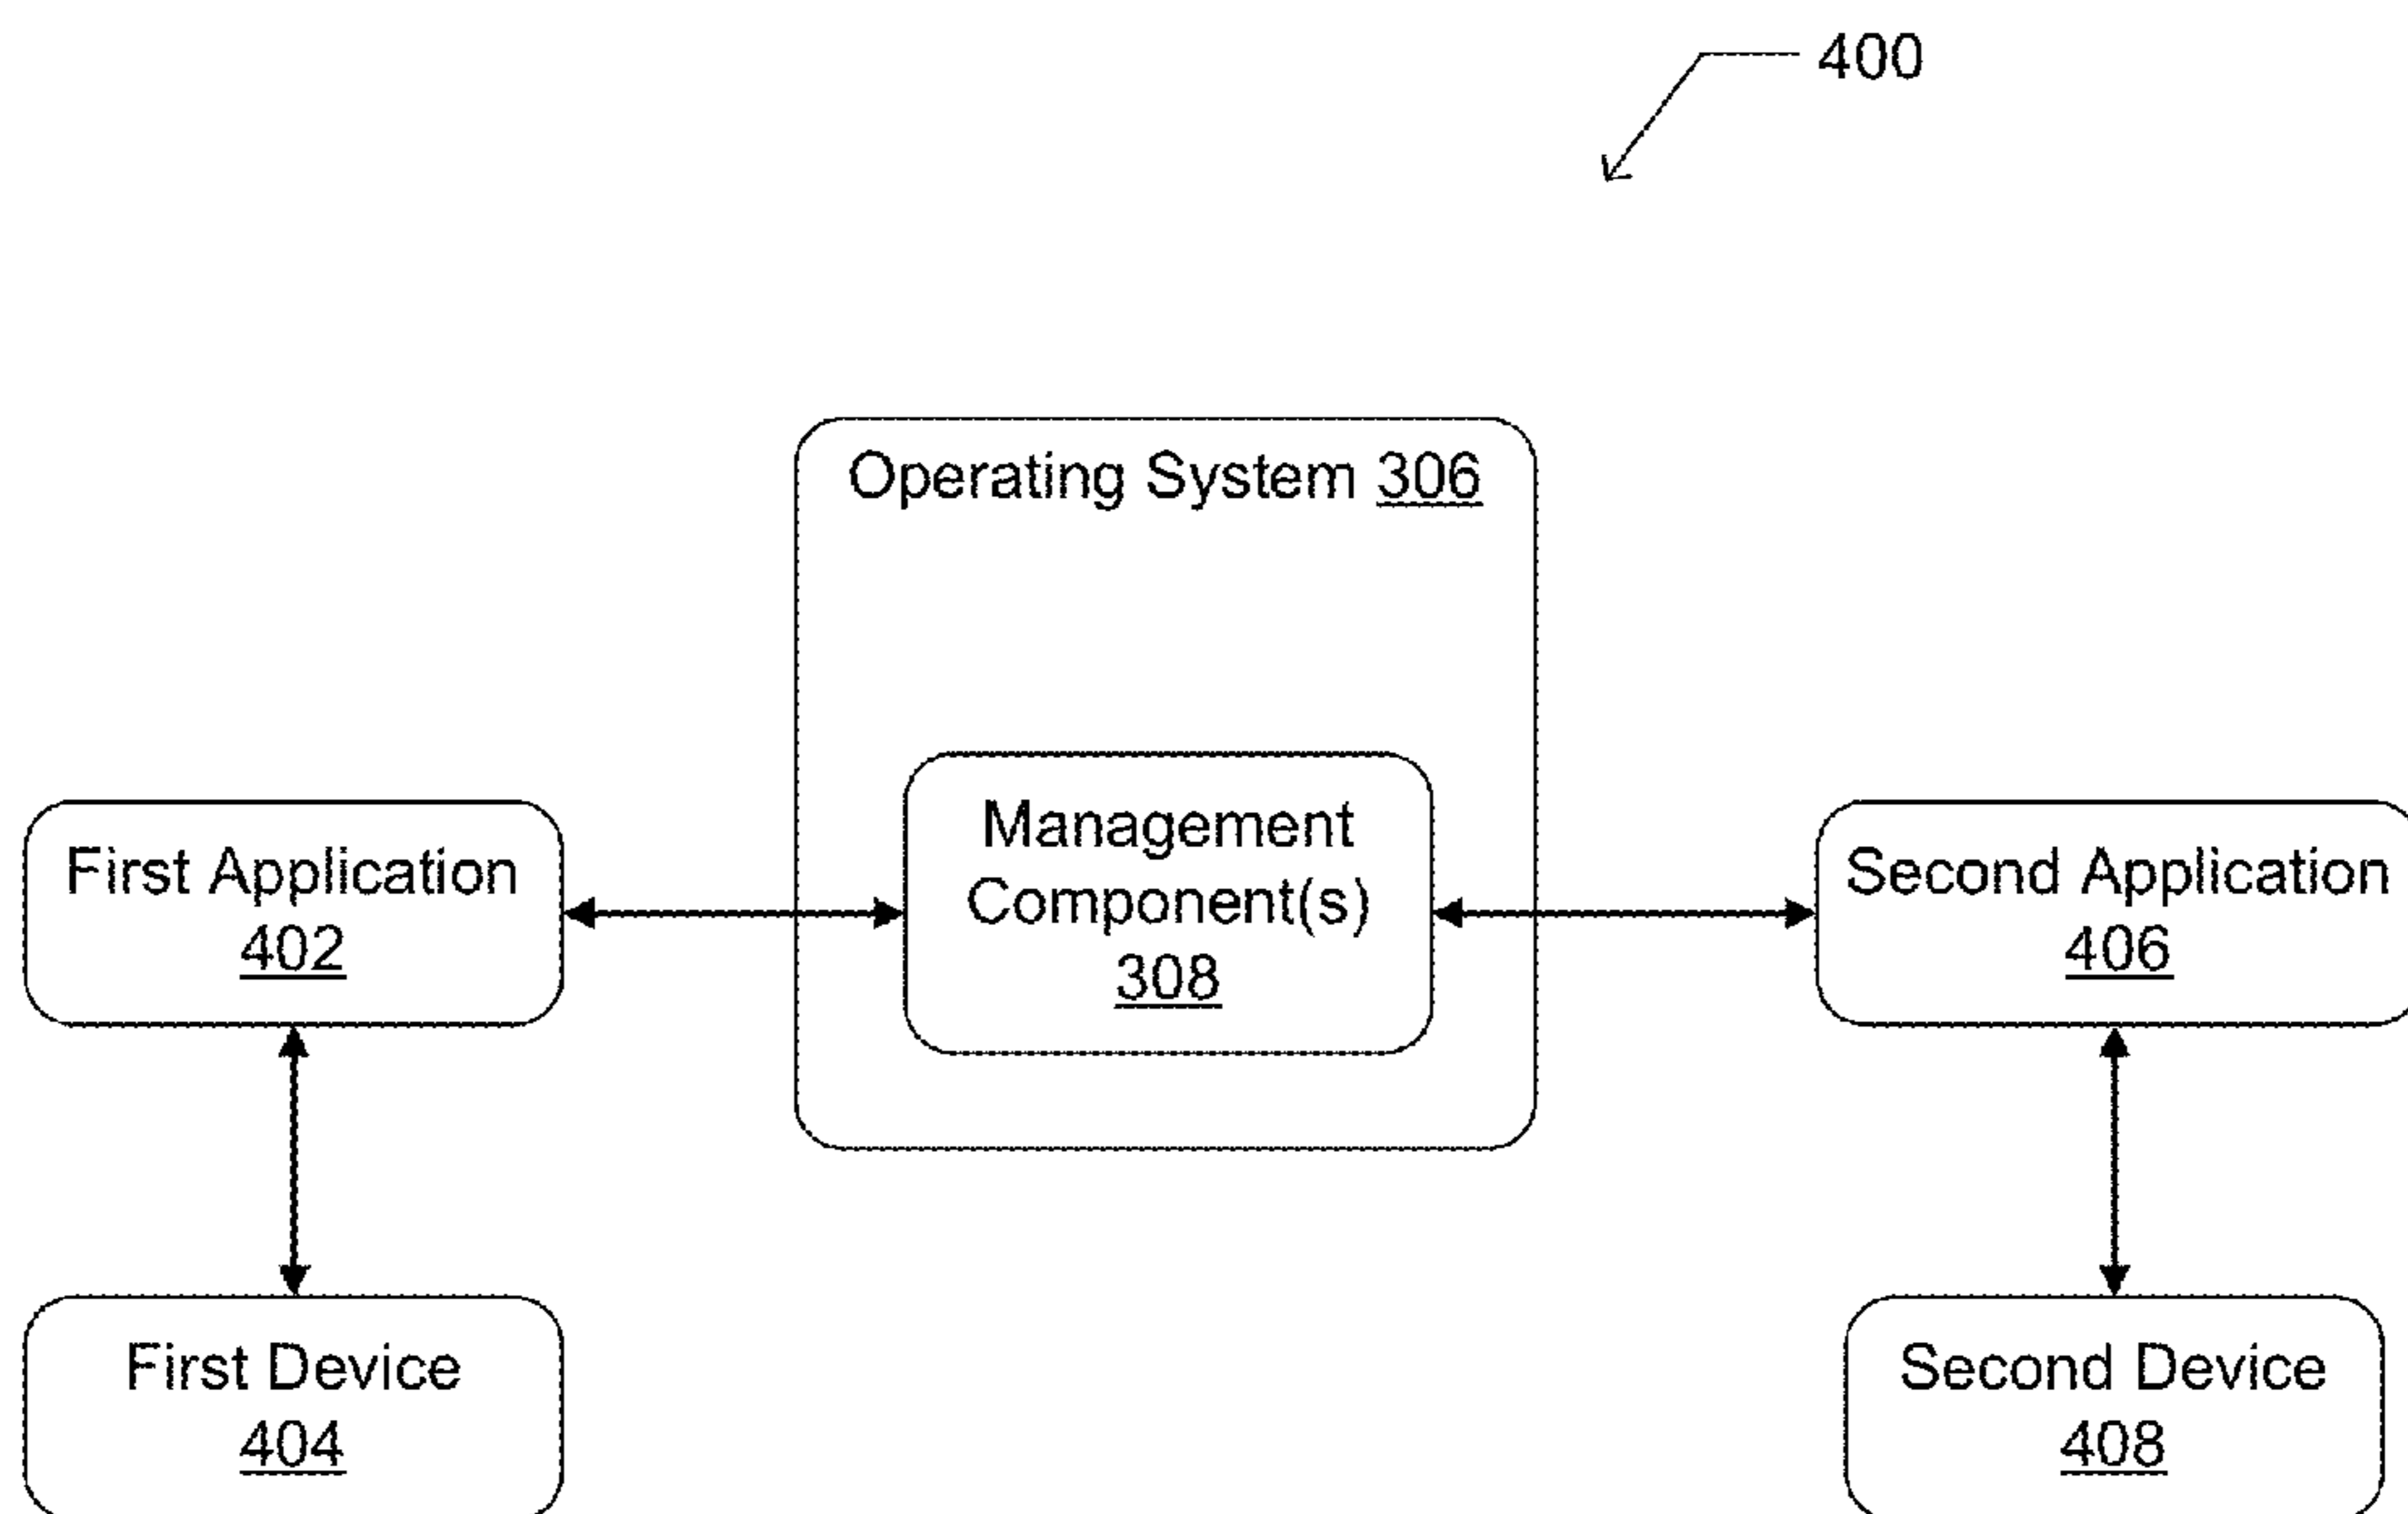 400
Operating System 306
Management
Component(s)
308
First Application
402
Second Application
406
First Device
404
Second Device
408